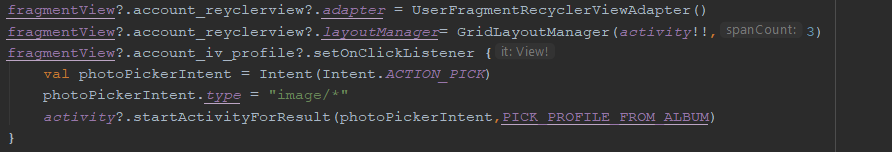 fragmentView?.account_reyclerview?.adapter = UserFragmentRecyclerViewAdapter()
fragmentView?.account_reyclerview?.layoutManager= GridLayoutManager(activity!!, spanCount: 3)
fragmentView?.account_iv_profile?.setOnClickListener { it: View!
    val photoPickerIntent = Intent(Intent.ACTION_PICK)
    photoPickerIntent.type = "image/*"
    activity?.startActivityForResult(photoPickerIntent,PICK_PROFILE_FROM_ALBUM)
}